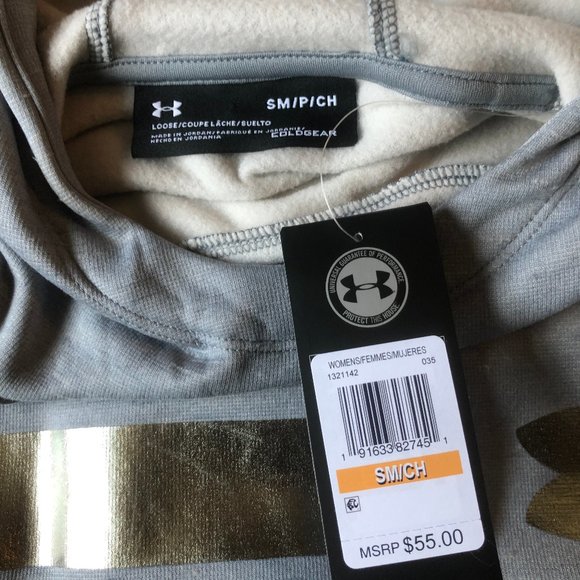 SM/P/CH
LOOSE/COUPE LÂCHE/SUELTO
MADE IN JORDAN/FABRIQUÉ EN JORDANIE/
HECHO EN JORDANIA
COLDGEAR
UNIVERSAL GUARANTEE OF PERFORMANCE
PROTECT THIS HOUSE
WOMENS/FEMMES/MUJERES
1321142 035
1 91633 82745 1
SM/CH
MSRP $55.00